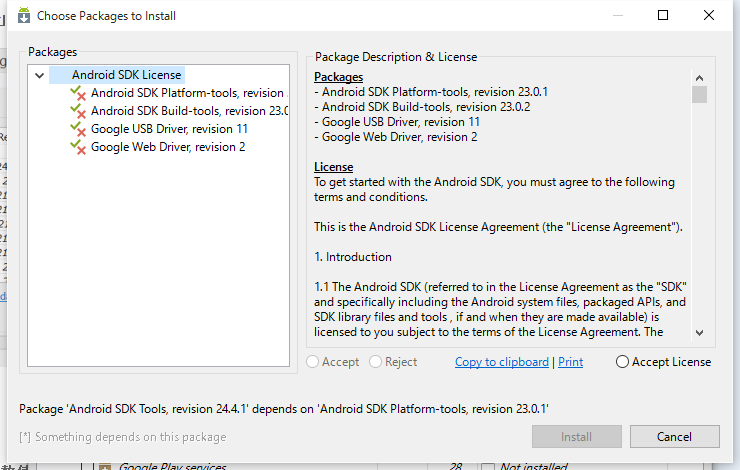 Choose Packages to Install
Packages
Android SDK License
Android SDK Platform-tools, revision
Android SDK Build-tools, revision 23.0
Google USB Driver, revision 11
Google Web Driver, revision 2
Package Description & License
Packages
- Android SDK Platform-tools, revision 23.0.1
- Android SDK Build-tools, revision 23.0.2
- Google USB Driver, revision 11
- Google Web Driver, revision 2
License
To get started with the Android SDK, you must agree to the following
terms and conditions.
This is the Android SDK License Agreement (the "License Agreement").
1. Introduction
1.1 The Android SDK (referred to in the License Agreement as the "SDK"
and specifically including the Android system files, packaged APIs, and
SDK library files and tools , if and when they are made available) is
licensed to you subject to the terms of the License Agreement. The
Accept Reject Copy to clipboard | Print Accept License
Package 'Android SDK Tools, revision 24.4.1' depends on 'Android SDK Platform-tools, revision 23.0.1'
[*] Something depends on this package
Install Cancel
Google Play services 28 Not installed